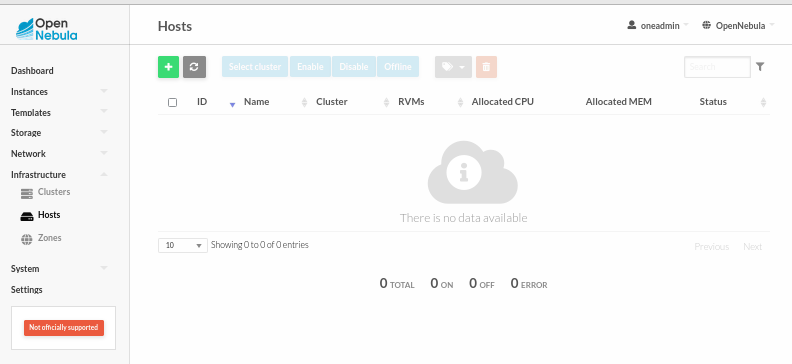 Open
Nebula
Hosts
oneadmin
OpenNebula
Dashboard
Instances
Templates
Storage
Network
Infrastructure
Clusters
Hosts
Zones
System
Settings
Not officially supported
Select cluster Enable Disable Offline
Search
ID Name Cluster RVMs Allocated CPU Allocated MEM Status
There is no data available
10 Showing 0 to 0 of 0 entries
Previous Next
0 TOTAL 0 ON 0 OFF 0 ERROR